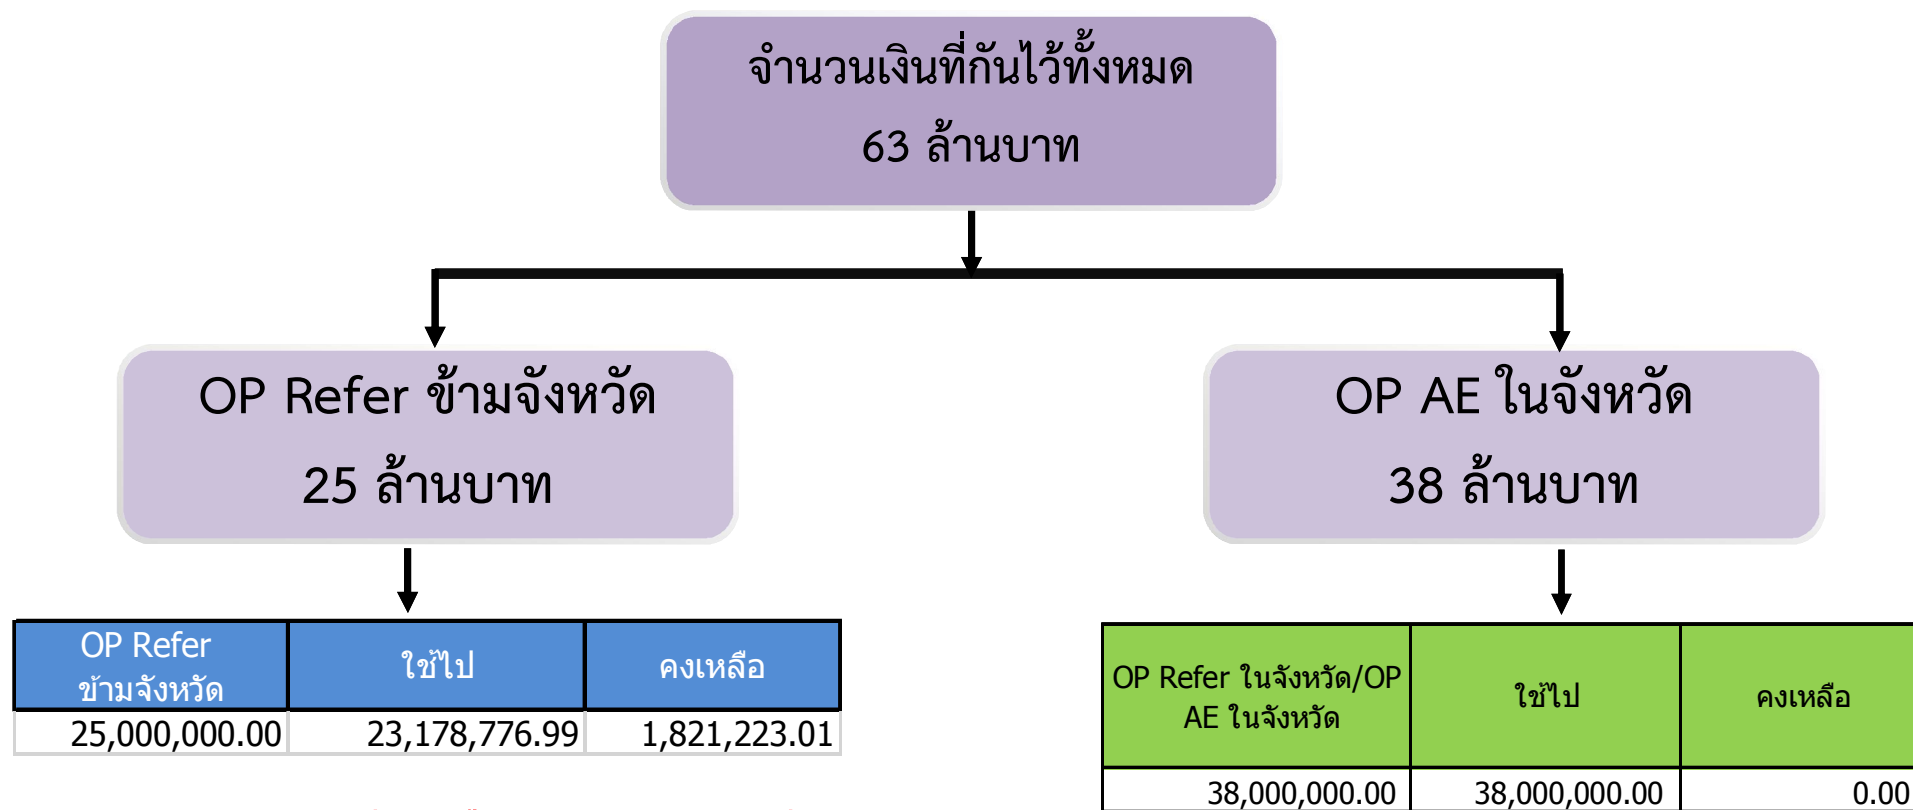 จำนวนเงินที่กันไว้ทั้งหมด
63 ล้านบาท
OP Refer ข้ามจังหวัด
25 ล้านบาท
OP AE ในจังหวัด
38 ล้านบาท
OP Refer
ข้ามจังหวัด
ใช้ไป
คงเหลือ
25,000,000.00
23,178,776.99
1,821,223.01
OP Refer ในจังหวัด/OP
AE ในจังหวัด
ใช้ไป
คงเหลือ
38,000,000.00
38,000,000.00
0.00